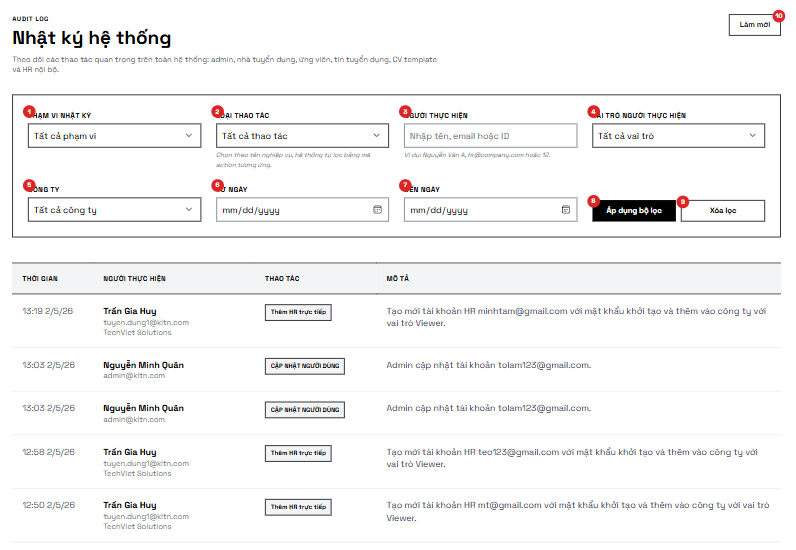 AUDIT LOG
Nhật ký hệ thống
Theo dõi các thao tác quan trọng trên toàn hệ thống: admin, nhà tuyển dụng, ứng viên, tin tuyển dụng, CV template
và HR nội bộ.
10
Làm mới
1 HẠM VI NHẬT KÝ
2 OẠI THAO TÁC
3 GƯỜI THỰC HIỆN
4 AI TRÒ NGƯỜI THỰC HIỆN
Tất cả phạm vi
Tất cả thao tác
Nhập tên, email hoặc ID
Tất cả vai trò
Chọn theo tên nghiệp vụ, hệ thống tự lọc bằng mã
action tương ứng.
Ví dụ: Nguyễn Văn A, hr@company.com hoặc 12.
5 ÔNG TY
6 Ừ NGÀY
7 ẾN NGÀY
Tất cả công ty
mm/dd/yyyy
mm/dd/yyyy
8 Áp dụng bộ lọc
9 Xóa lọc
THỜI GIAN NGƯỜI THỰC HIỆN THAO TÁC MÔ TẢ
13:19 2/5/26
Trần Gia Huy
tuyen.dung1@kltn.com
TechViet Solutions
Thêm HR trực tiếp
Tạo mới tài khoản HR minhtam@gmail.com với mật khẩu khởi tạo và thêm vào công ty với
vai trò Viewer.
13:03 2/5/26
Nguyễn Minh Quân
admin@kltn.com
CẬP NHẬT NGƯỜI DÙNG
Admin cập nhật tài khoản tolam123@gmail.com.
13:03 2/5/26
Nguyễn Minh Quân
admin@kltn.com
CẬP NHẬT NGƯỜI DÙNG
Admin cập nhật tài khoản tolam123@gmail.com.
12:58 2/5/26
Trần Gia Huy
tuyen.dung1@kltn.com
TechViet Solutions
Thêm HR trực tiếp
Tạo mới tài khoản HR teo123@gmail.com với mật khẩu khởi tạo và thêm vào công ty với
vai trò Viewer.
12:50 2/5/26
Trần Gia Huy
tuyen.dung1@kltn.com
TechViet Solutions
Thêm HR trực tiếp
Tạo mới tài khoản HR mt@gmail.com với mật khẩu khởi tạo và thêm vào công ty với vai trò
Viewer.